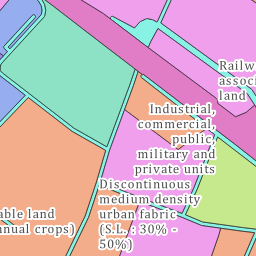 Railw
associ
land
Industrial,
commercial,
public,
military and
private units
Discontinuous
medium density
urban fabric
(S.L. : 30% -
50%)
able land
nnual crops)